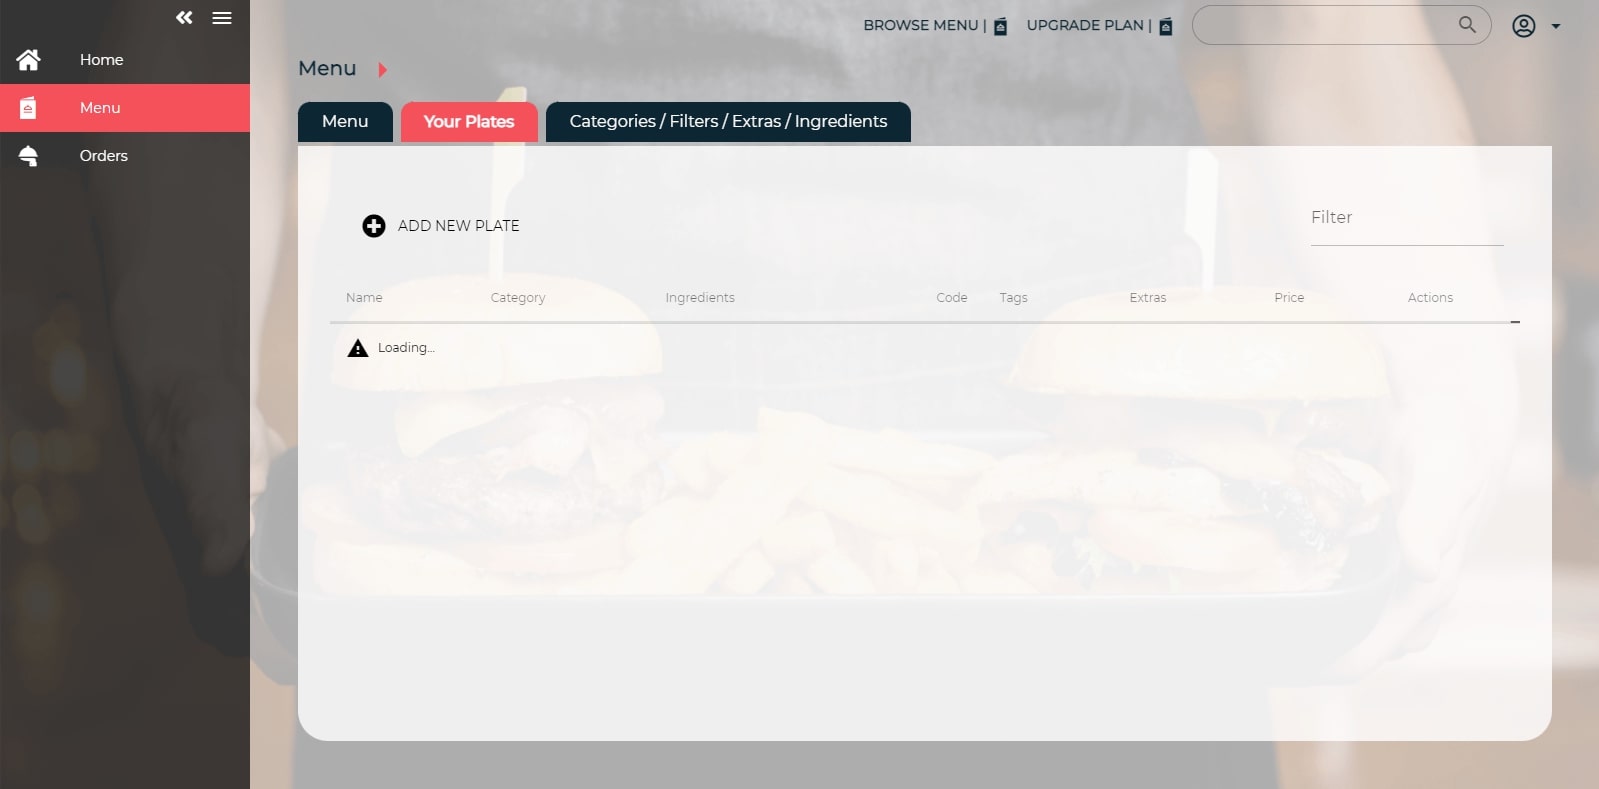 BROWSE MENU |
UPGRADE PLAN |
Home
Menu
Orders
Menu
Menu
Your Plates
Categories / Filters / Extras / Ingredients
ADD NEW PLATE
Filter
Name Category Ingredients Code Tags Extras Price Actions
Loading...